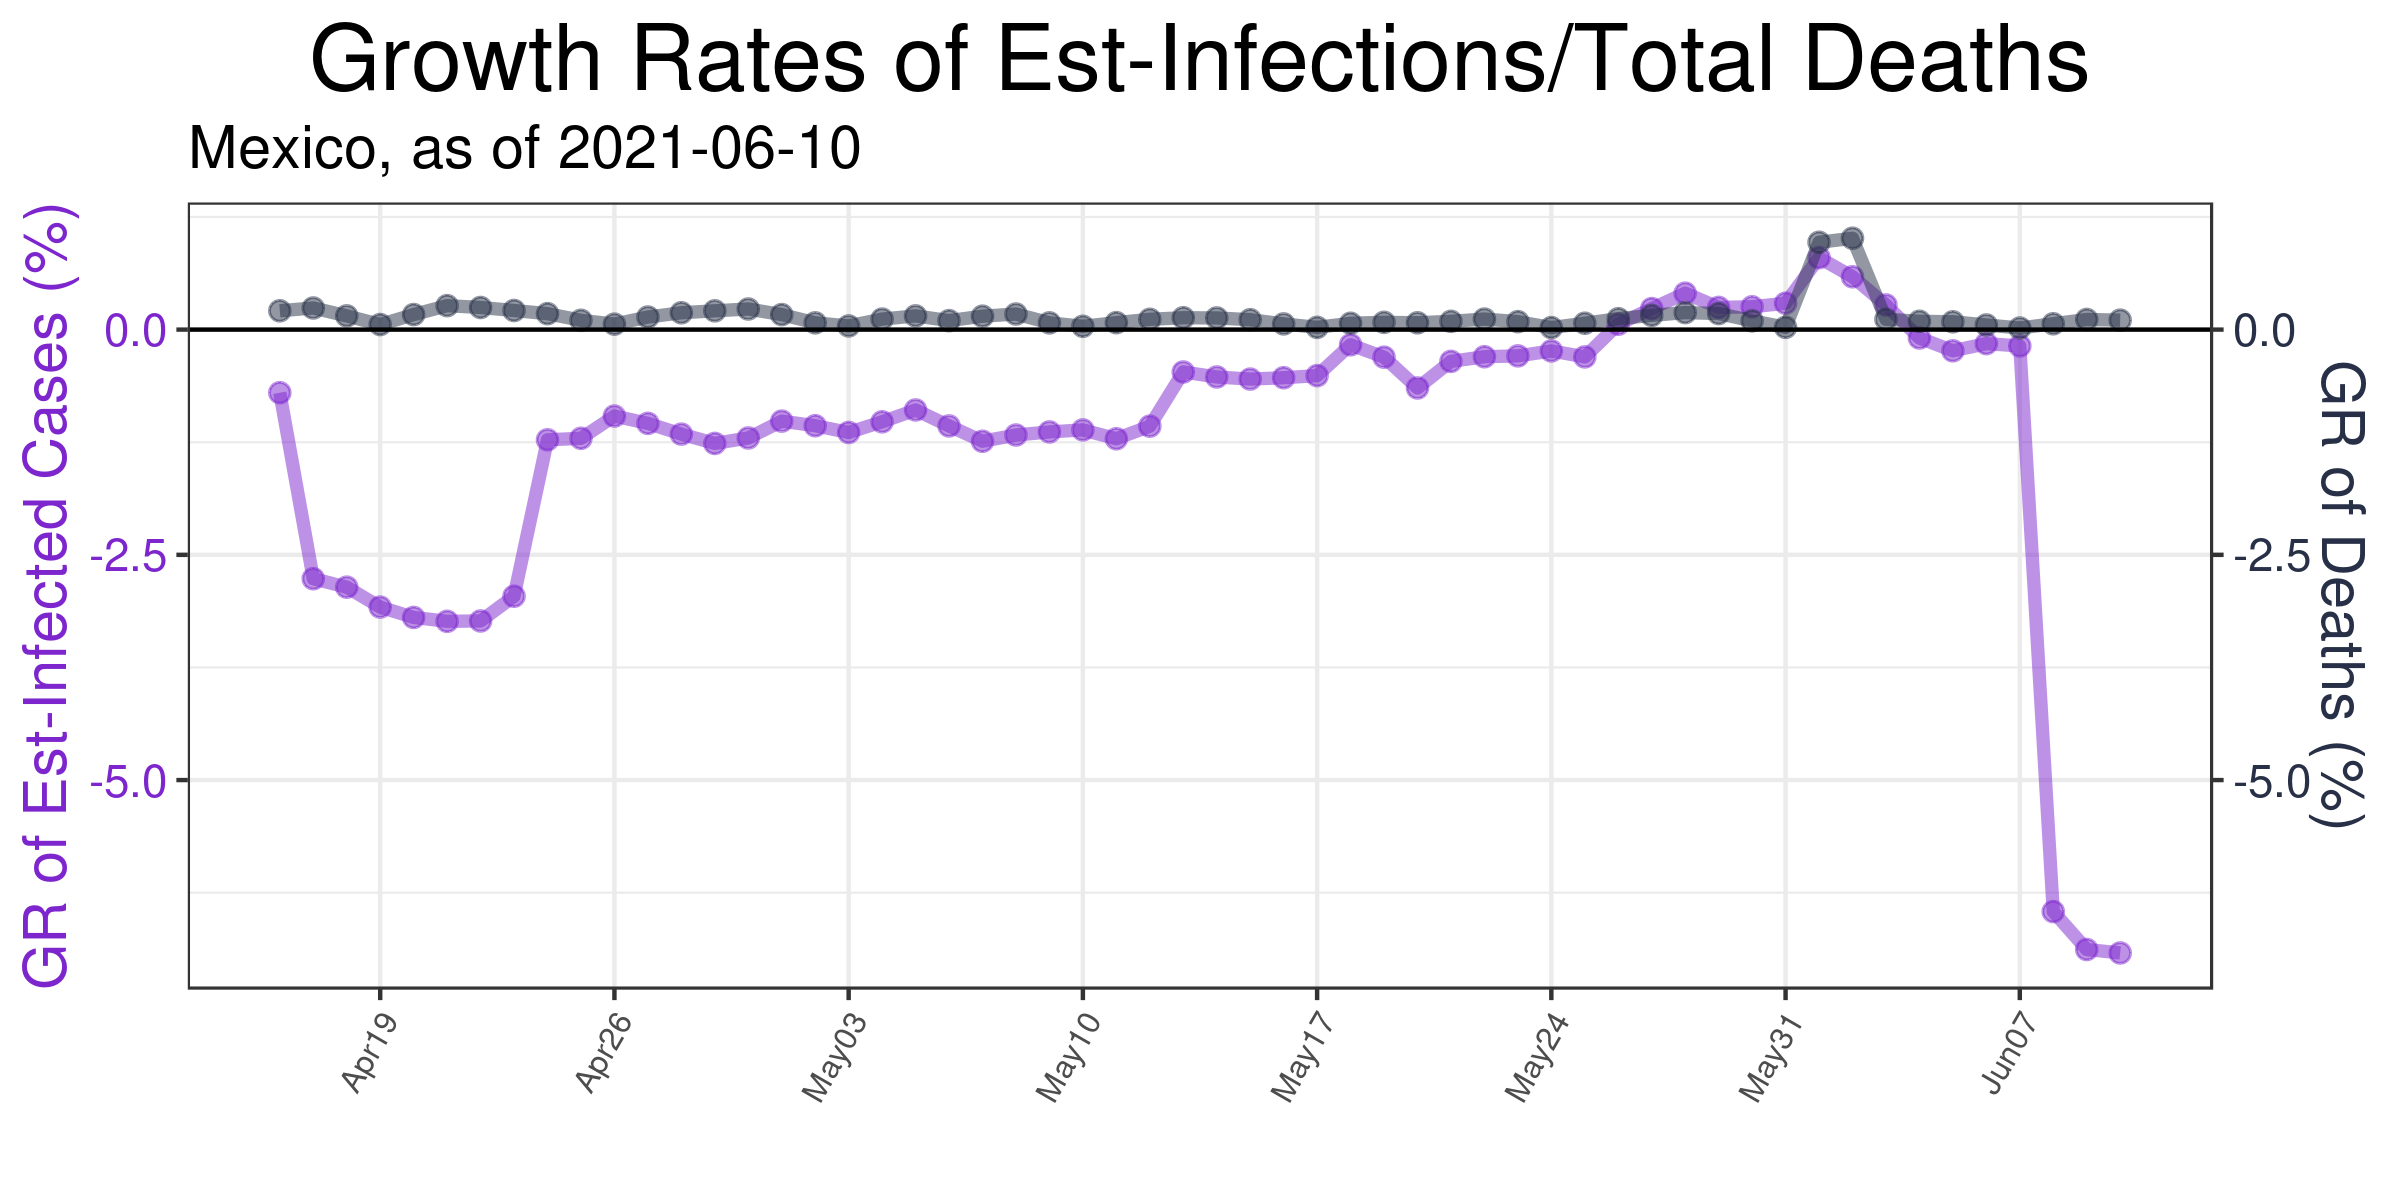 Growth Rates of Est-Infections/Total Deaths
Mexico, as of 2021-06-10
GR of Est-Infected Cases (%)
0.0
-2.5
-5.0
0.0
-2.5
-5.0
GR of Deaths (%)
Apr19
Apr26
May03
May10
May17
May24
May31
Jun07